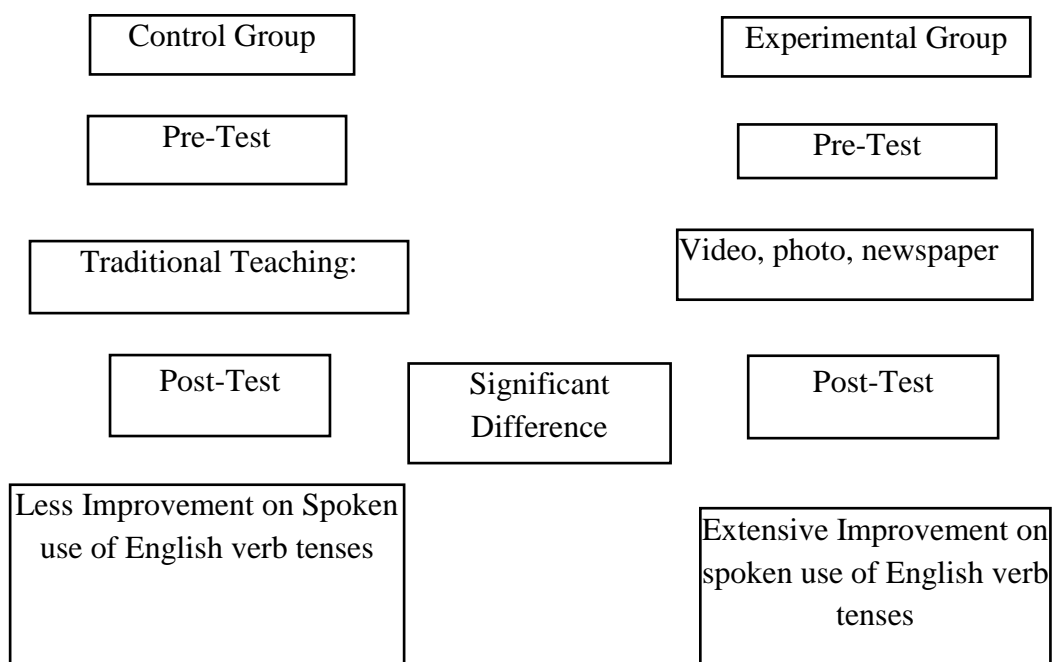 Control Group
Experimental Group
Pre-Test
Pre-Test
Traditional Teaching:
Video, photo, newspaper
Post-Test
Significant
Difference
Post-Test
Less Improvement on Spoken
use of English verb tenses
Extensive Improvement on
spoken use of English verb
tenses